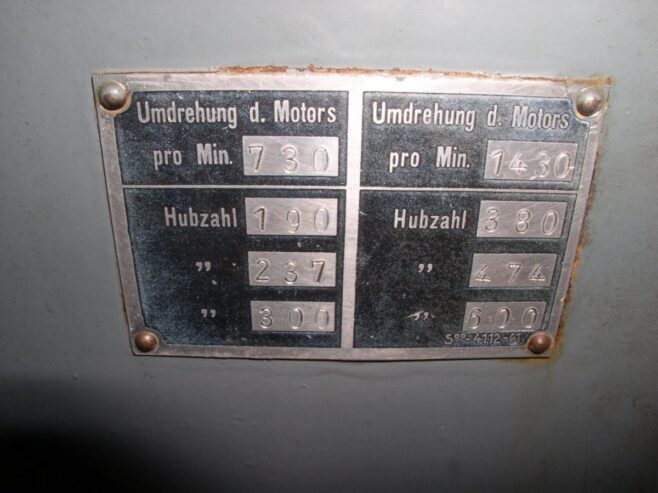 Umdrehung d. Motors
pro Min. 730
Hubzahl 190
„ 237
„ 300
Umdrehung d. Motors
pro Min. 1430
Hubzahl 380
„ 474
„ 600